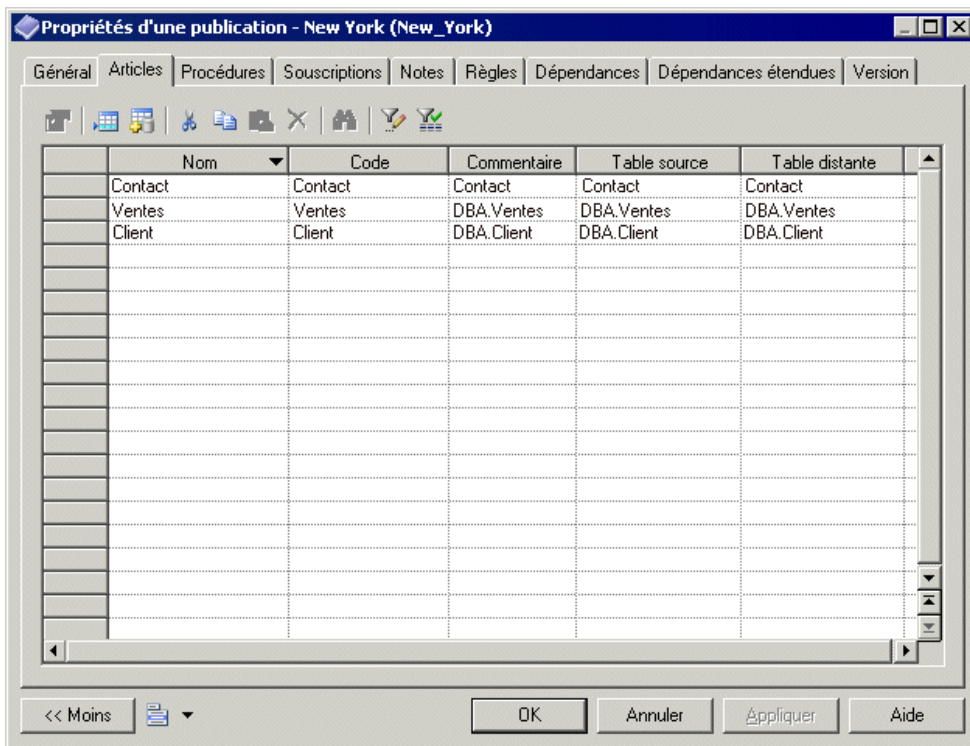 Propriétés d'une publication - New York (New_York)
Général Articles Procédures Souscriptions Notes Règles Dépendances Dépendances étendues Version
Nom Code Commentaire Table source Table distante
Contact Contact Contact Contact Contact
Ventes Ventes DBA.Ventes DBA.Ventes DBA.Ventes
Client Client DBA.Client DBA.Client DBA.Client
<< Moins OK Annuler Appliquer Aide